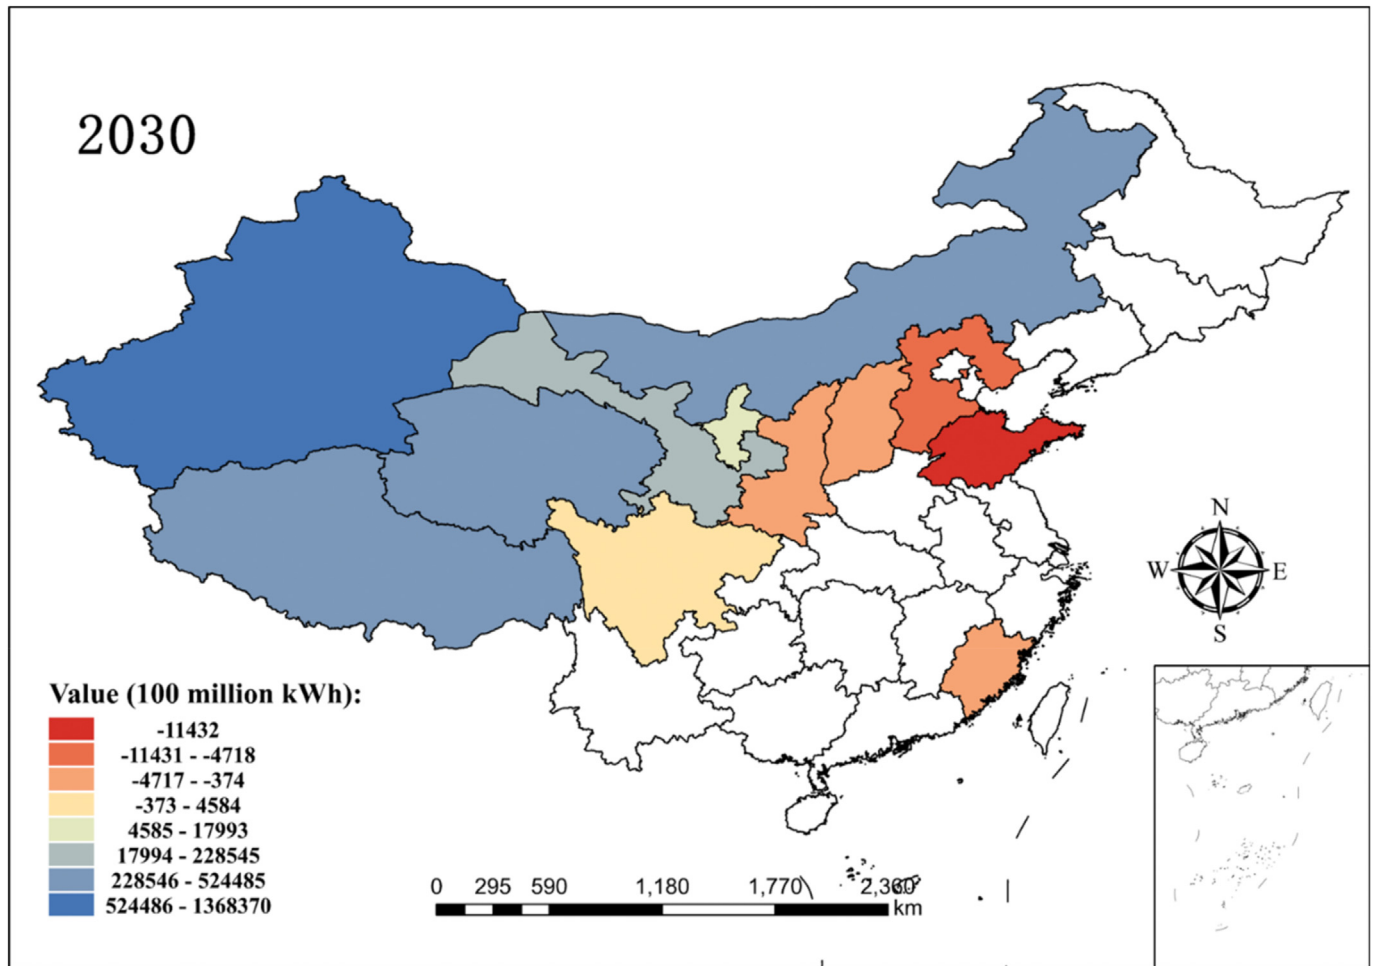 2030
N
W E
S
Value (100 million kWh):
-11432
-11431 - -4718
-4717 - -374
-373 - 4584
4585 - 17993
17994 - 228545
228546 - 524485
524486 - 1368370
0 295 590 1,180 1,770 2,360
km